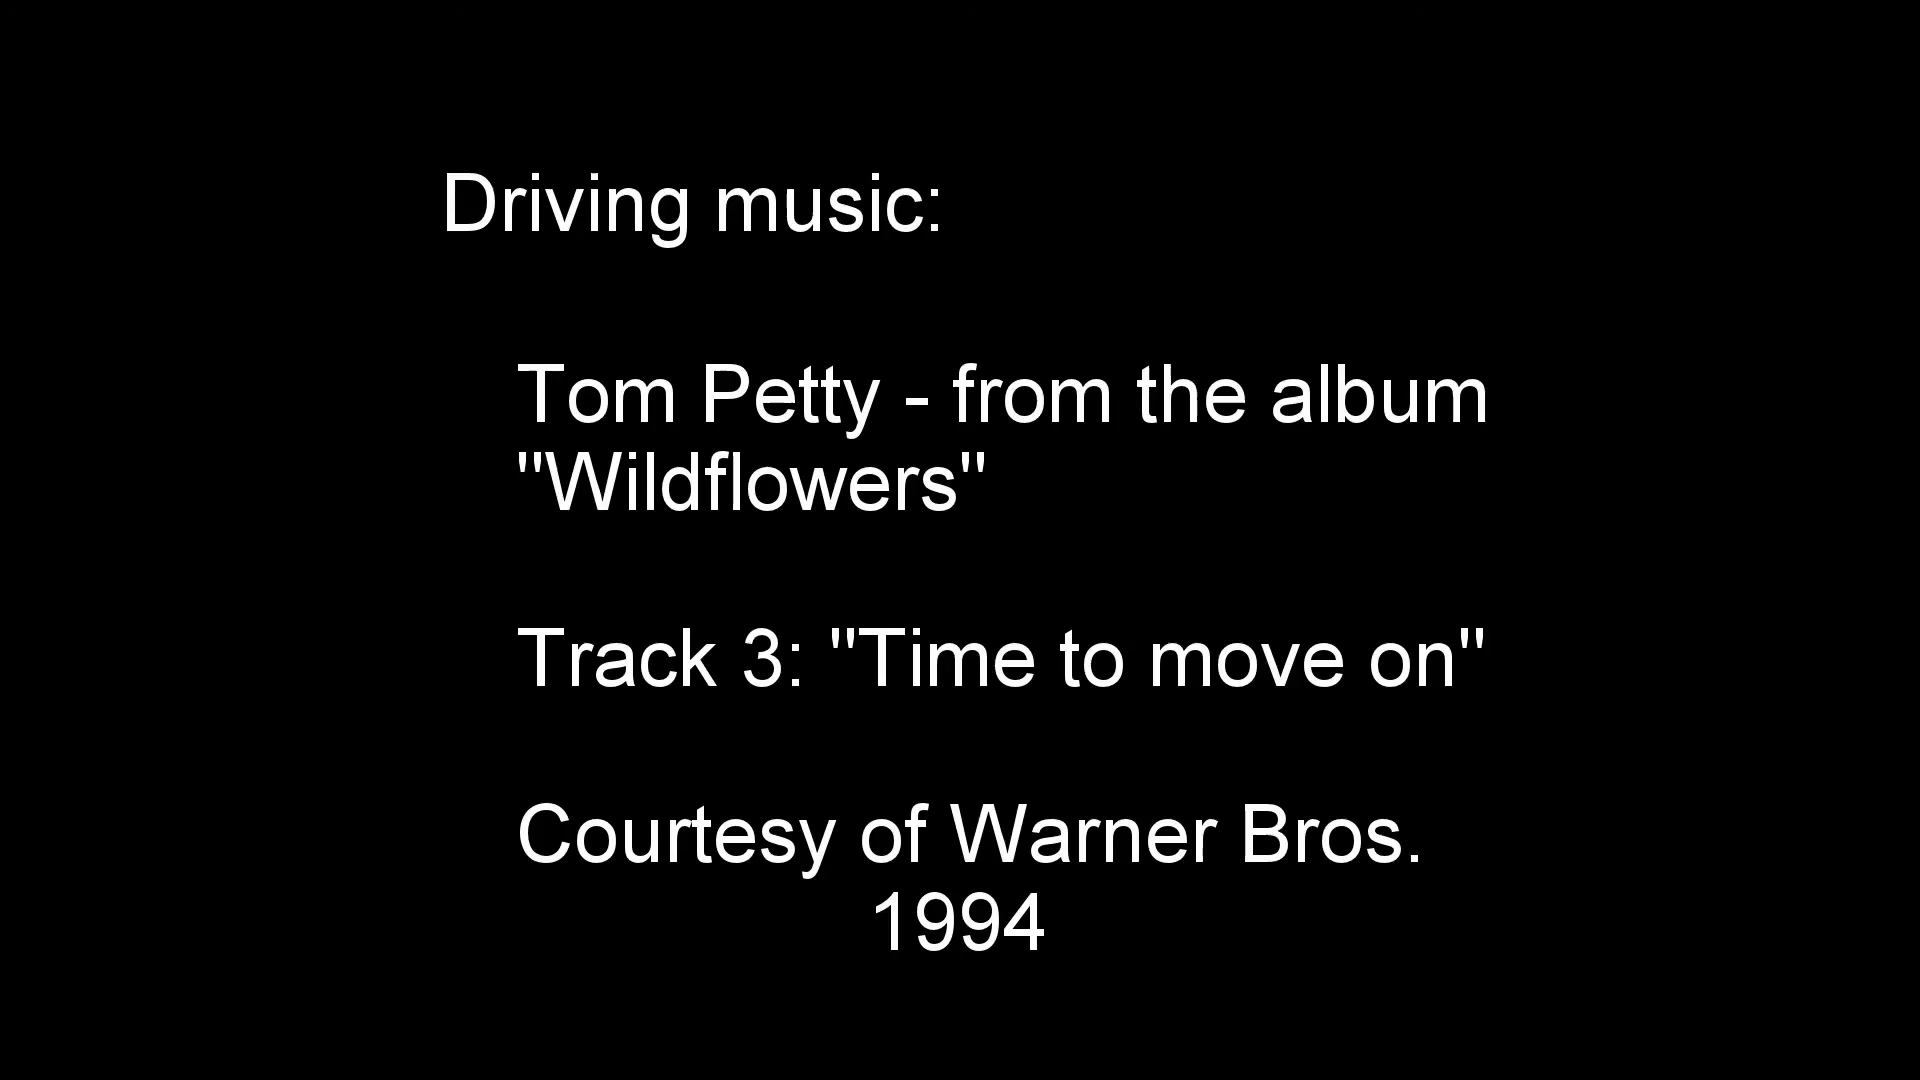 Driving music:
Tom Petty - from the album
"Wildflowers"
Track 3: "Time to move on"
Courtesy of Warner Bros.
1994